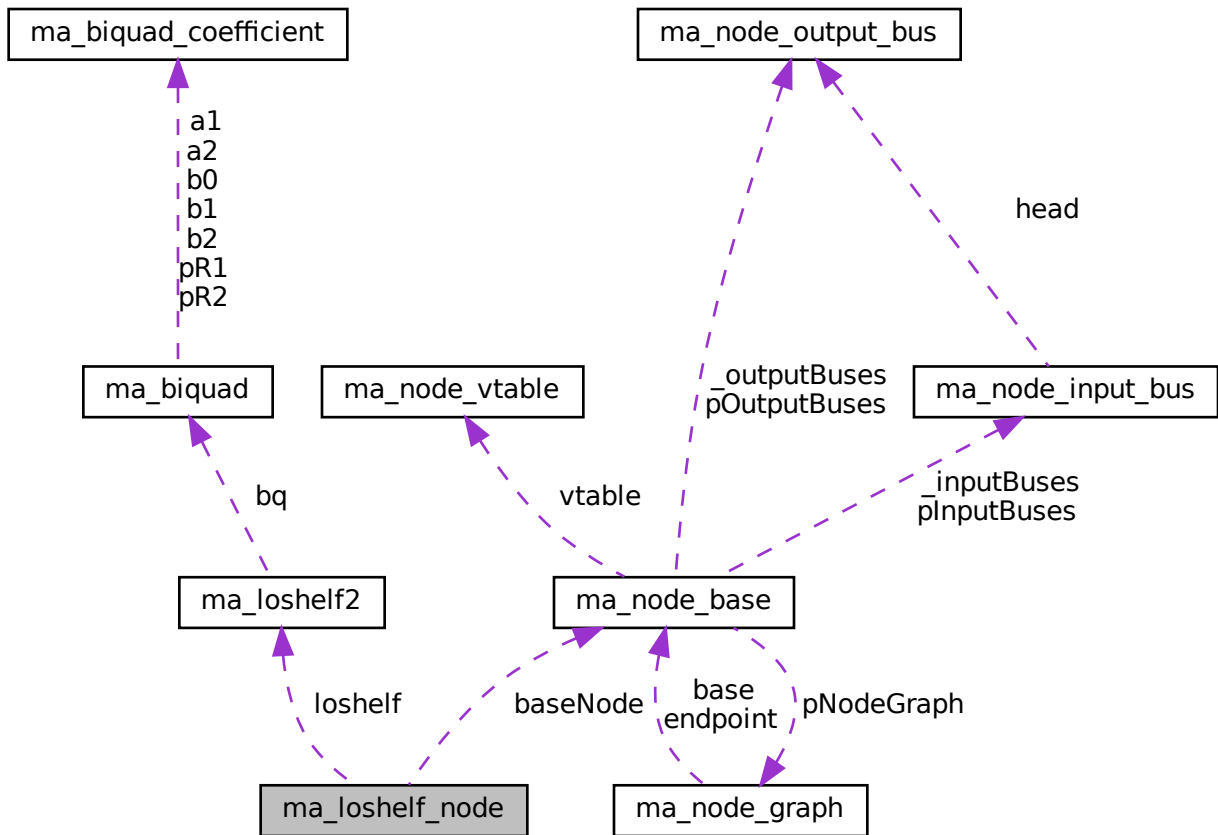 ma_biquad_coefficient
ma_node_output_bus
a1
a2
b0
b1
b2
pR1
pR2
head
ma_biquad
ma_node_vtable
_outputBuses
pOutputBuses
ma_node_input_bus
bq
vtable
_inputBuses
pInputBuses
ma_loshelf2
ma_node_base
loshelf
baseNode
base
endpoint
pNodeGraph
ma_loshelf_node
ma_node_graph